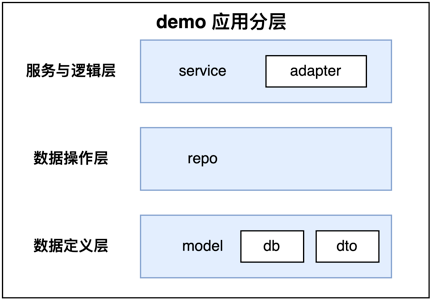 demo 应用分层
服务与逻辑层 service adapter
数据操作层 repo
数据定义层 model db dto